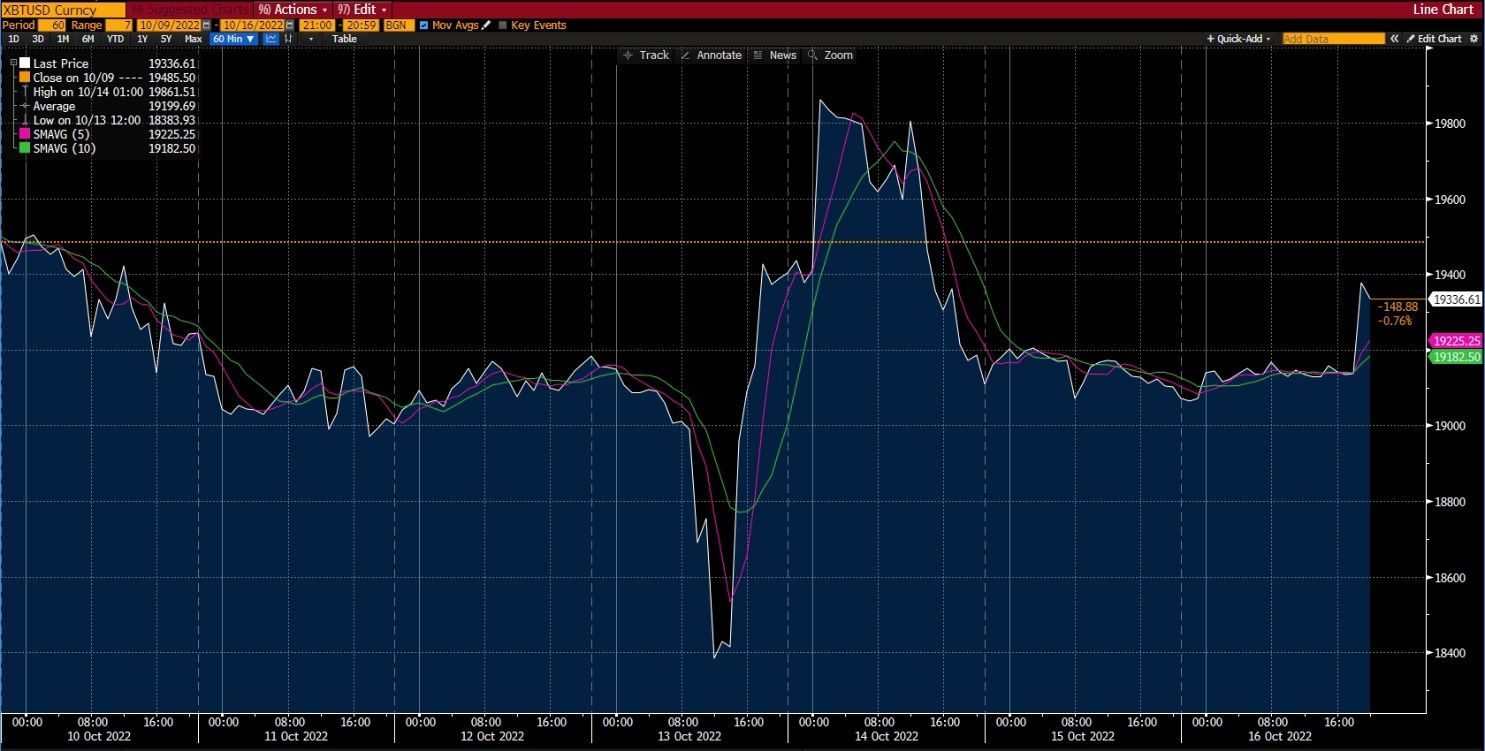 XBTUSD Curncy 94) Suggested Charts 96) Actions 97) Edit Line Chart
Period 60 Range 7 10/09/2022 - 10/16/2022 21:00 - 20:59 BGN Mov Avgs Key Events
1D 3D 1M 6M YTD 1Y 5Y Max 60 Min ▼ Table + Quick-Add Add Data « Edit Chart
Track Annotate News Zoom
Last Price 19336.61
Close on 10/09 ---- 19485.50
High on 10/14 01:00 19861.51
Average 19199.69
Low on 10/13 12:00 18383.93
SMAVG (5) 19225.25
SMAVG (10) 19182.50
19800
19600
19400
19336.61
-148.88
-0.76%
19225.25
19182.50
19000
18800
18600
18400
00:00 08:00 16:00 00:00 08:00 16:00 00:00 08:00 16:00 00:00 08:00 16:00 00:00 08:00 16:00 00:00 08:00 16:00 00:00 08:00 16:00
10 Oct 2022 11 Oct 2022 12 Oct 2022 13 Oct 2022 14 Oct 2022 15 Oct 2022 16 Oct 2022